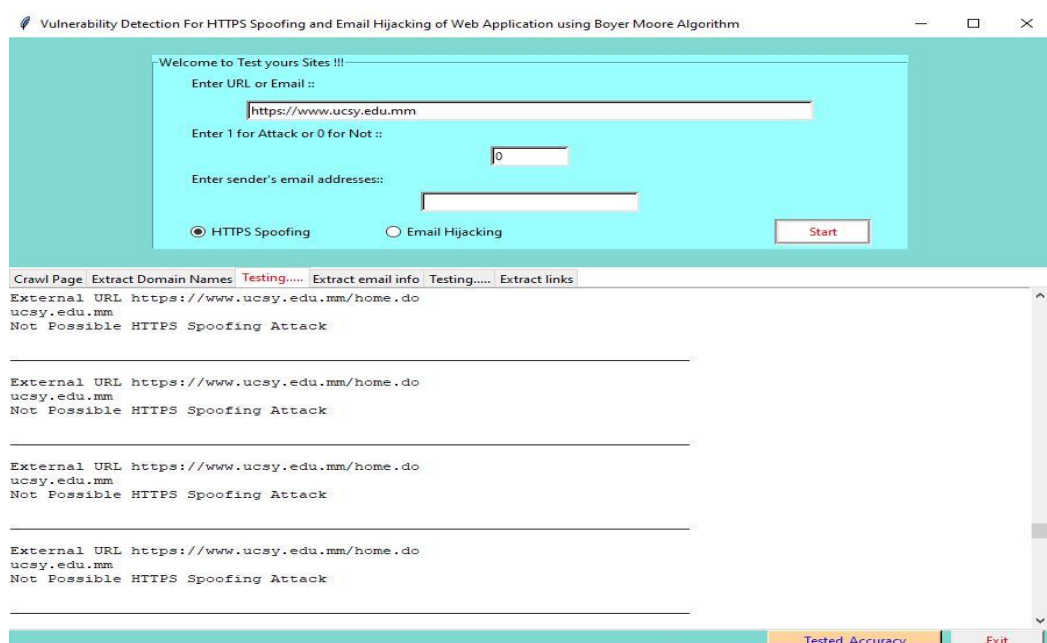 Vulnerability Detection For HTTPS Spoofing and Email Hijacking of Web Application using Boyer Moore Algorithm
Welcome to Test yours Sites !!!
Enter URL or Email ::
https://www.ucsy.edu.mm
Enter 1 for Attack or 0 for Not ::
0
Enter sender's email addresses::
HTTPS Spoofing Email Hijacking Start
Crawl Page Extract Domain Names Testing..... Extract email info Testing..... Extract links
External URL https://www.ucsy.edu.mm/home.do
ucsy.edu.mm
Not Possible HTTPS Spoofing Attack
External URL https://www.ucsy.edu.mm/home.do
ucsy.edu.mm
Not Possible HTTPS Spoofing Attack
External URL https://www.ucsy.edu.mm/home.do
ucsy.edu.mm
Not Possible HTTPS Spoofing Attack
External URL https://www.ucsy.edu.mm/home.do
ucsy.edu.mm
Not Possible HTTPS Spoofing Attack
Tested Accuracy Exit